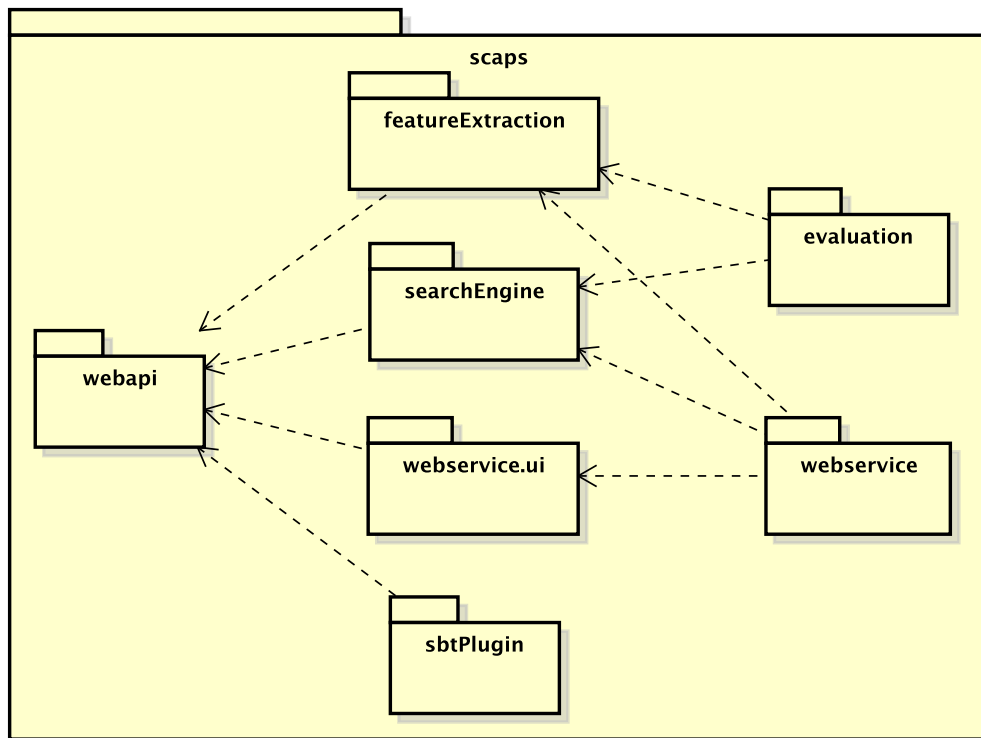 scaps
featureExtraction
evaluation
searchEngine
webapi
webservice.ui
webservice
sbtPlugin